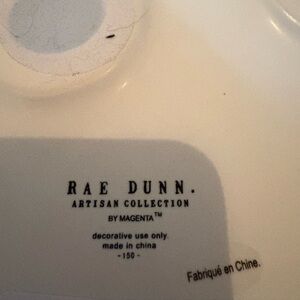 RAE DUNN.
ARTISAN COLLECTION
BY MAGENTA™
decorative use only
made in china
- 150 -
Fabriqué en Chine.